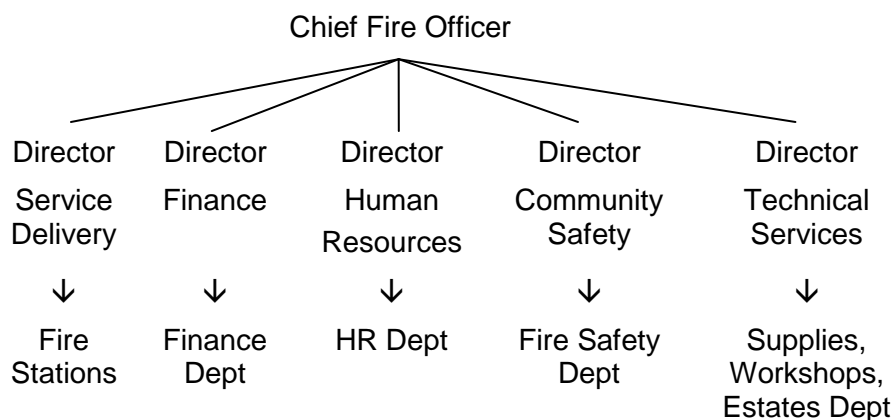 Chief Fire Officer
Director
Service
Delivery
↓
Fire
Stations
Director
Finance
↓
Finance
Dept
Director
Human
Resources
↓
HR Dept
Director
Community
Safety
↓
Fire Safety
Dept
Director
Technical
Services
↓
Supplies,
Workshops,
Estates Dept